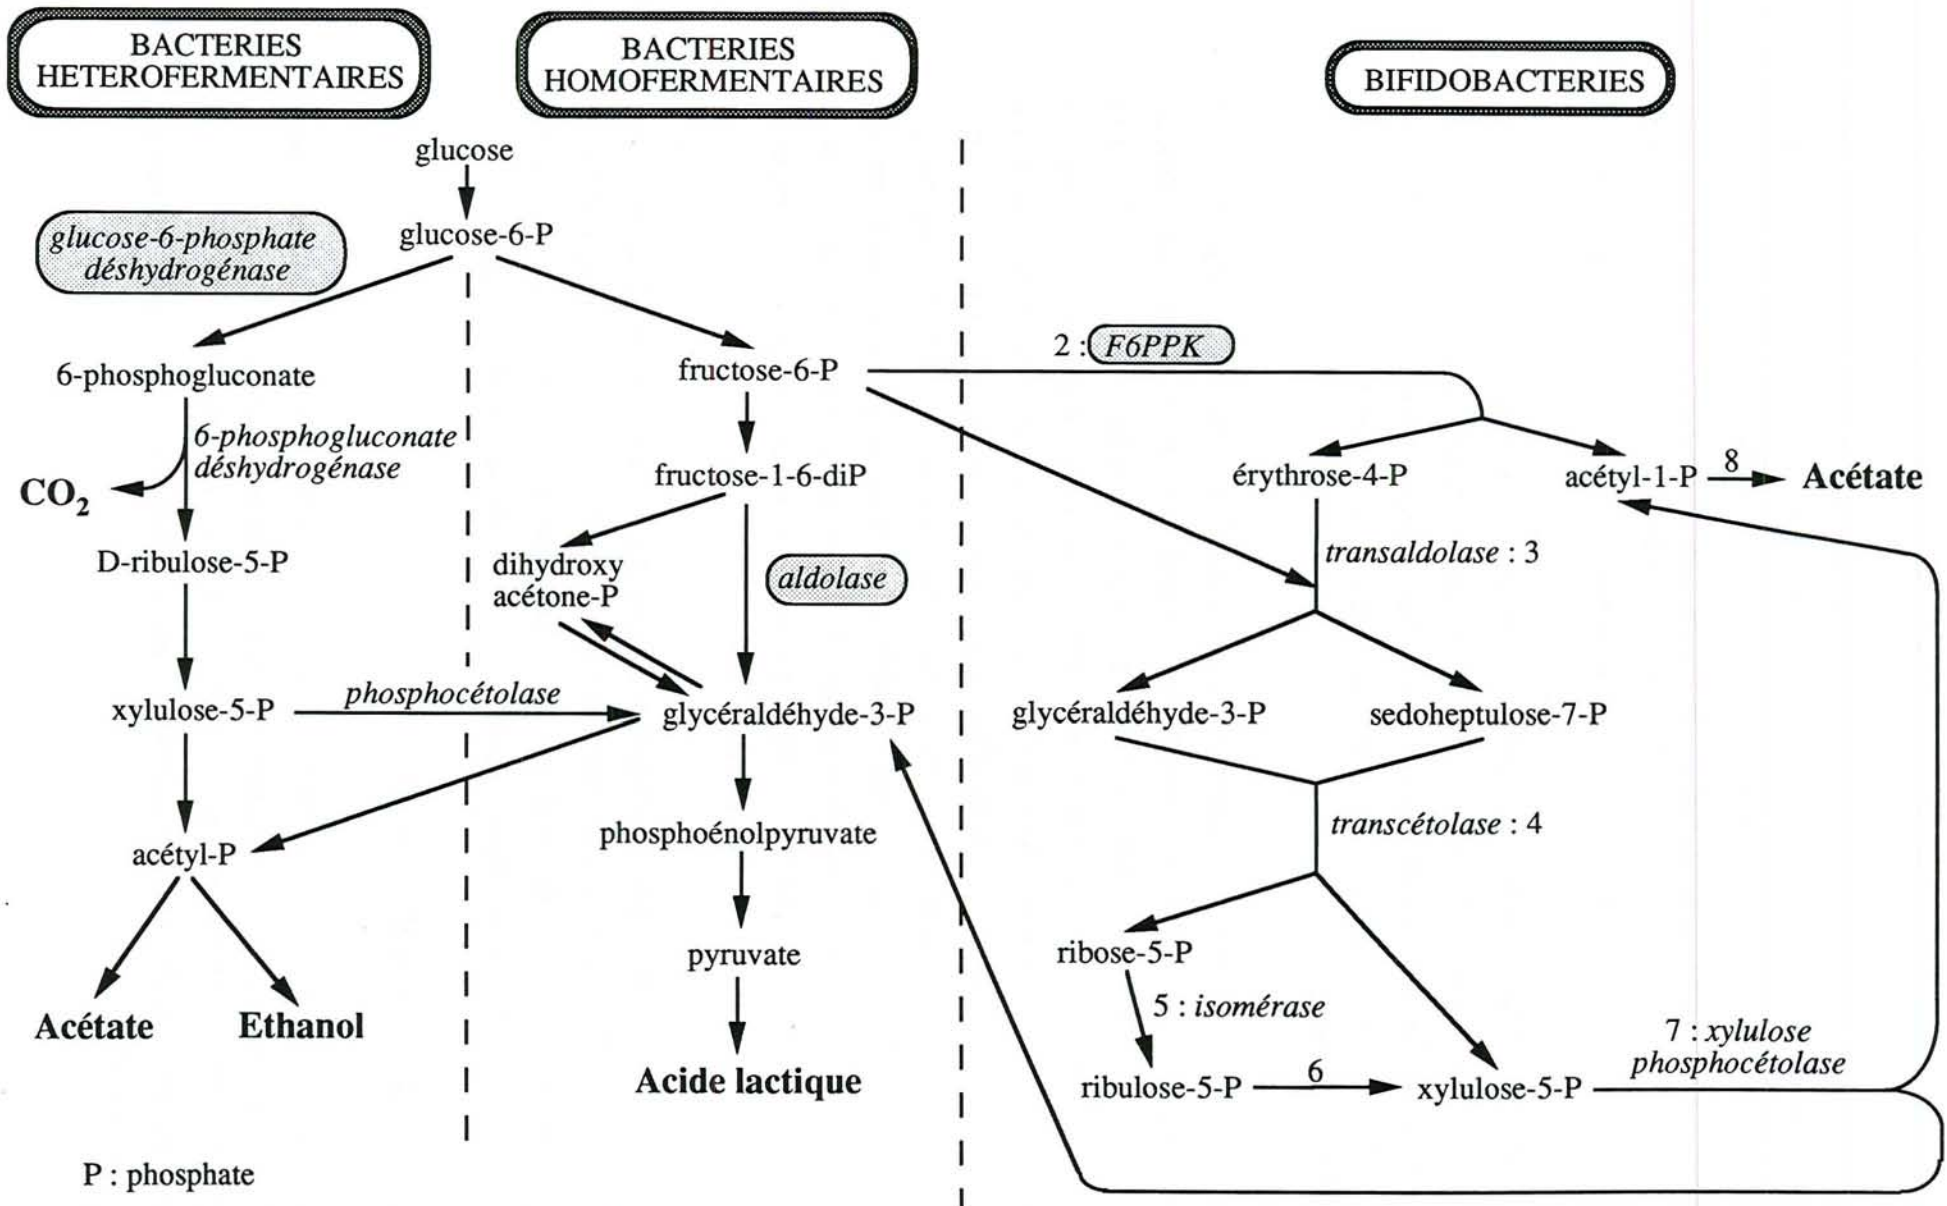 BACTERIES
HETEROFERMENTAIRES
BACTERIES
HOMOFERMENTAIRES
BIFIDOBACTERIES
glucose
glucose-6-phosphate
déshydrogénase
glucose-6-P
2 : F6PPK
6-phosphogluconate
fructose-6-P
6-phosphogluconate
déshydrogénase
CO2
fructose-1-6-diP
érythrose-4-P
acétyl-1-P
8
Acétate
D-ribulose-5-P
dihydroxy
acétone-P
aldolase
transaldolase : 3
xylulose-5-P
phosphocétolase
glycéraldéhyde-3-P
glycéraldéhyde-3-P
sedoheptulose-7-P
acétyl-P
phosphoénolpyruvate
transcétolase : 4
pyruvate
ribose-5-P
Acétate
Ethanol
5 : isomérase
7 : xylulose
phosphocétolase
Acide lactique
ribulose-5-P
6
xylulose-5-P
P : phosphate